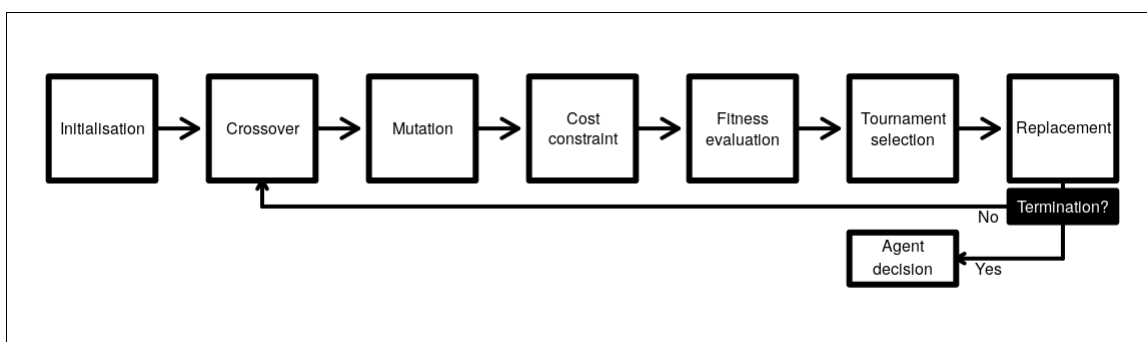 Initialisation
Crossover
Mutation
Cost
constraint
Fitness
evaluation
Tournament
selection
Replacement
Termination?
No
Agent
decision
Yes